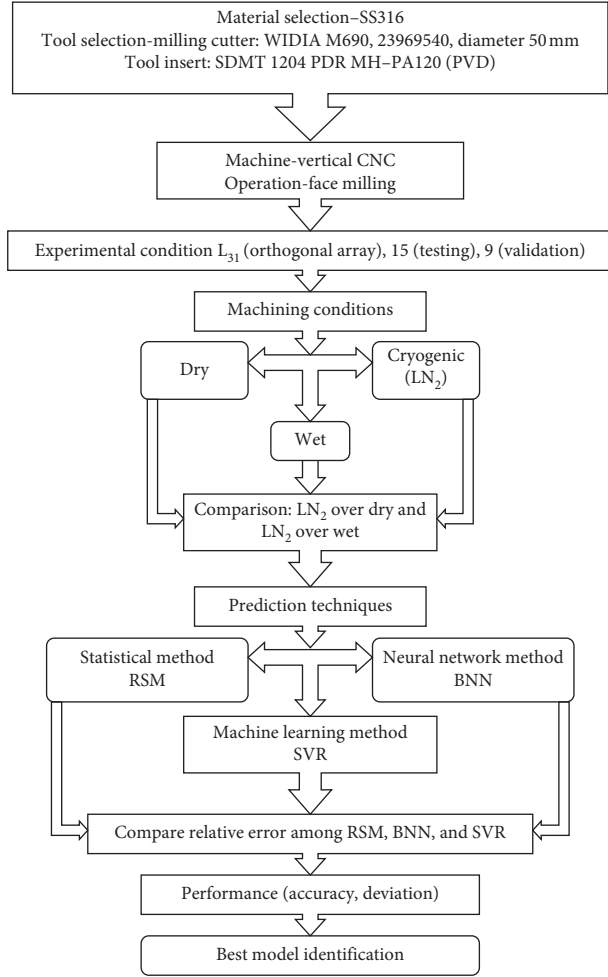 Material selection–SS316
Tool selection-milling cutter: WIDIA M690, 23969540, diameter 50 mm
Tool insert: SDMT 1204 PDR MH–PA120 (PVD)
Machine-vertical CNC
Operation-face milling
Experimental condition L₃₁ (orthogonal array), 15 (testing), 9 (validation)
Machining conditions
Dry
Cryogenic
(LN₂)
Wet
Comparison: LN₂ over dry and
LN₂ over wet
Prediction techniques
Statistical method
RSM
Neural network method
BNN
Machine learning method
SVR
Compare relative error among RSM, BNN, and SVR
Performance (accuracy, deviation)
Best model identification